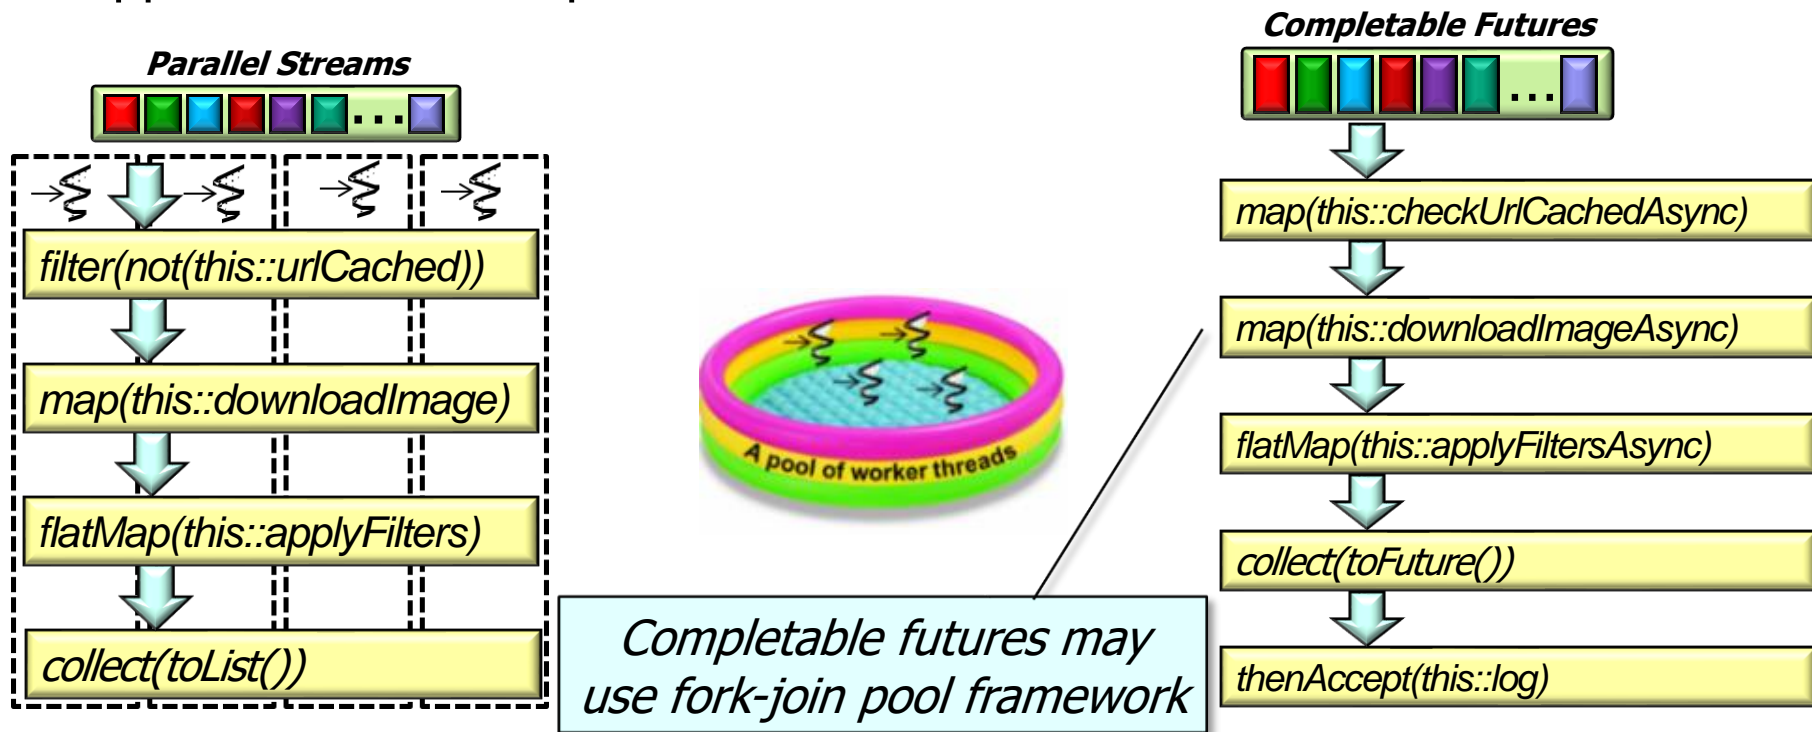 Parallel Streams
filter(not(this::urlCached))
map(this::downloadImage)
flatMap(this::applyFilters)
collect(toList())
A pool of worker threads
Completable futures may
use fork-join pool framework
Completable Futures
map(this::checkUrlCachedAsync)
map(this::downloadImageAsync)
flatMap(this::applyFiltersAsync)
collect(toFuture())
thenAccept(this::log)